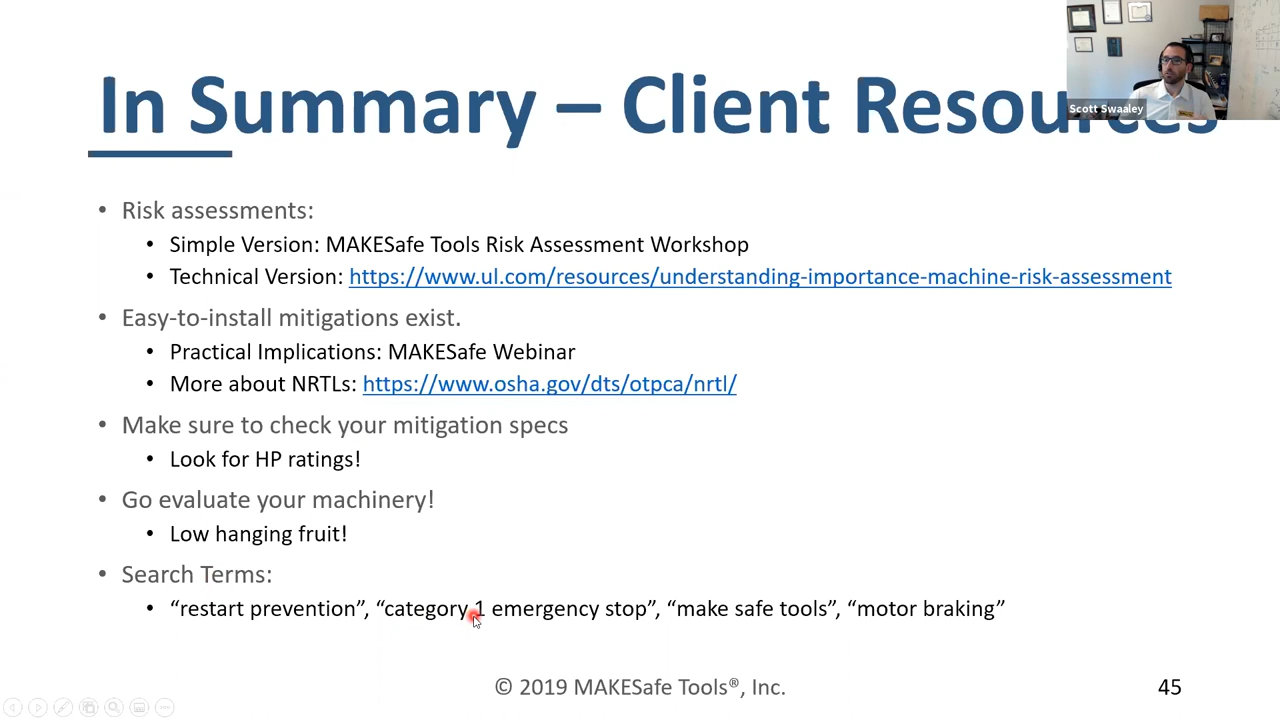 In Summary – Client Resources
Scott Swaaley
• Risk assessments:
• Simple Version: MAKESafe Tools Risk Assessment Workshop
• Technical Version: https://www.ul.com/resources/understanding-importance-machine-risk-assessment
• Easy-to-install mitigations exist.
• Practical Implications: MAKESafe Webinar
• More about NRTLs: https://www.osha.gov/dts/otpca/nrtl/
• Make sure to check your mitigation specs
• Look for HP ratings!
• Go evaluate your machinery!
• Low hanging fruit!
• Search Terms:
• “restart prevention”, “category 1 emergency stop”, “make safe tools”, “motor braking”
© 2019 MAKESafe Tools®, Inc.
45